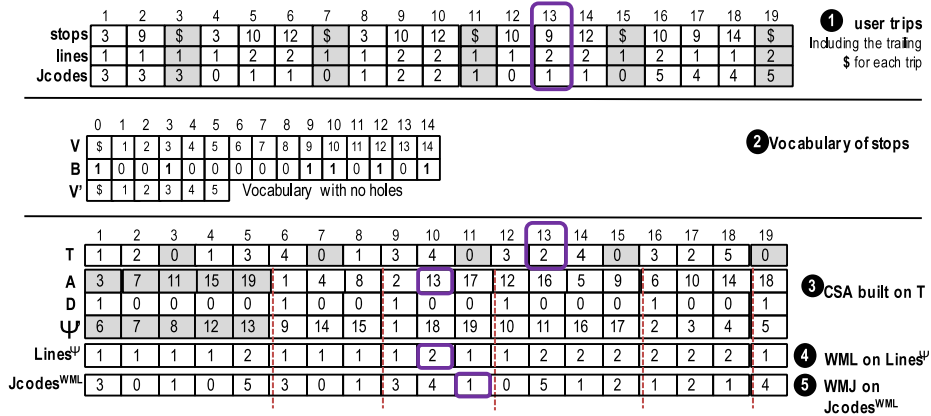 1 2 3 4 5 6 7 8 9 10 11 12 13 14 15 16 17 18 19
stops 3 9 $ 3 10 12 $ 3 10 12 $ 10 9 12 $ 10 9 14 $
lines 1 1 1 1 2 2 1 1 2 2 1 1 2 2 1 2 1 1 2
Jcodes 3 3 3 0 1 1 0 1 2 2 1 0 1 1 0 5 4 4 5
1 user trips
Including the trailing
$ for each trip
0 1 2 3 4 5 6 7 8 9 10 11 12 13 14
V $ 1 2 3 4 5 6 7 8 9 10 11 12 13 14
B 1 0 0 1 0 0 0 0 0 1 1 0 1 0 1
V' $ 1 2 3 4 5 Vocabulary with no holes
2 Vocabulary of stops
1 2 3 4 5 6 7 8 9 10 11 12 13 14 15 16 17 18 19
T 1 2 0 1 3 4 0 1 3 4 0 3 2 4 0 3 2 5 0
A 3 7 11 15 19 1 4 8 2 13 17 12 16 5 9 6 10 14 18
D 1 0 0 0 0 1 0 0 1 0 0 1 0 0 0 1 0 0 1
Ψ 6 7 8 12 13 9 14 15 1 18 19 10 11 16 17 2 3 4 5
3 CSA built on T
Lines^Ψ 1 1 1 1 2 1 1 1 1 2 1 1 2 2 2 2 2 2 1
4 WML on Lines^Ψ
Jcodes^WML 3 0 1 0 5 3 0 1 3 4 1 0 5 1 2 1 2 1 4
5 WMJ on
Jcodes^WML